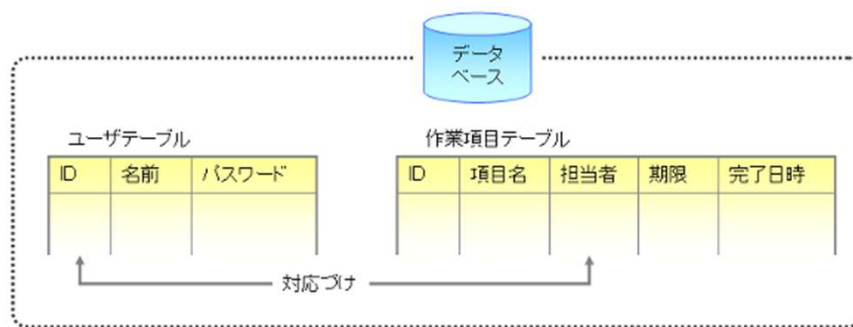 データ
ベース
ユーザテーブル
作業項目テーブル
ID 名前 パスワード
ID 項目名 担当者 期限 完了日時
対応づけ